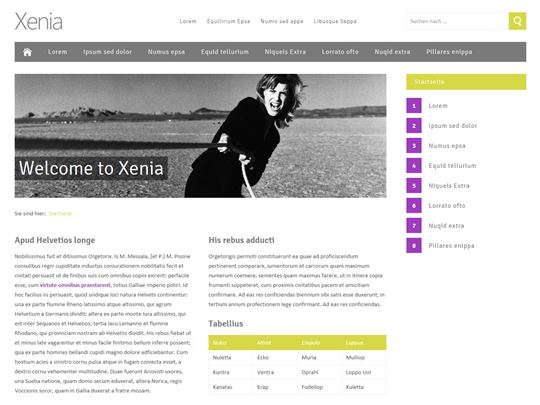 Xenia
Lorem Equilirium Epsa Numis sed appa Libusque Seppa
Suchen nach ...
Lorem Ipsum sed dolor Numus epsa Equid tellurium Niqueis Extra Lorrato ofto Nuqid extra Pillares enippa
Welcome to Xenia
Sie sind hier: Startseite
Apud Helvetios longe
Nobilissimus fuit et ditissimus Orgetorix. Is M. Messala, [et P.] M. Pisone
consulibus regni cupiditate inductus coniurationem nobilitatis fecit et
civitati persuasit ut de finibus suis cum omnibus copiis exirent: perfacile
esse, cum virtute omnibus praestarent, totius Galliae imperio potiri. Id
hoc facilius iis persuasit, quod undique loci natura Helvetii continentur:
una ex parte flumine Rheno latissimo atque altissimo, qui agrum
Helvetium a Germanis dividit; altera ex parte monte Iura altissimo, qui
est inter Sequanos et Helvetios; tertia lacu Lemanno et flumine
Rhodano, qui provinciam nostram ab Helvetiis dividit. His rebus fiebat ut
et minus late vagarentur et minus facile finitimis bellum inferre possent;
qua ex parte homines bellandi cupidi magno dolore adficiebantur. Cum
hostium acies a sinistro cornu pulsa atque in fugam coniecta esset, a
dextro cornu vehementer multitudine. Duae fuerunt Ariovisti uxores,
una Sueba natione, quam domo secum eduxerat, altera Norica, regis
Voccionis soror, quam in Gallia duxerat a fratre missam.
His rebus adducti
Orgetorigis permoti constituerunt ea quae ad proficiscendum
pertinerent comparare, iumentorum et carrorum quam maximum
numerum coemere, sementes quam maximas facere, ut in itinere copia
frumenti suppeteret, cum proximis civitatibus pacem et amicitiam
confirmare. Ad eas res conficiendas biennium sibi satis esse duxerunt; in
tertium annum profectionem lege confirmant. Ad eas res conficiendas.
Tabellius
Nukis Mitrat Empolo Luppus
Nuletta Ecko Muria Mulliop
Kuntra Ventra Oprahl Loppo Uol
Kanatas Erap Fudellop Kuletta
Startseite
1 Lorem
2 Ipsum sed dolor
3 Numus epsa
4 Equid tellurium
5 Niqueis Extra
6 Lorrato ofto
7 Nuqid extra
8 Pillares enippa